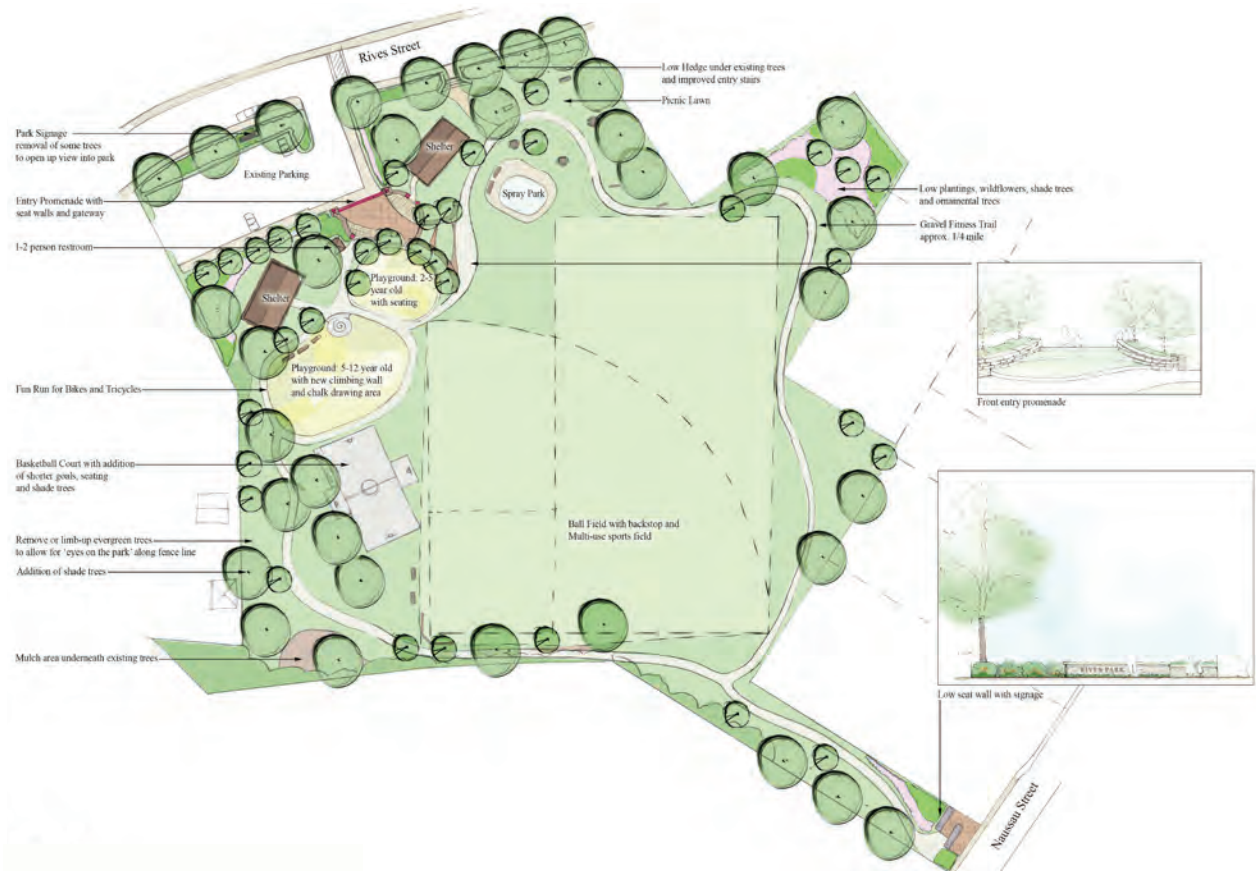 Rives Street
Low Hedge under existing trees
and improved entry stairs
Picnic Lawn
Park Signage
removal of some trees
to open up view into park
Existing Parking
Shelter
Spray Park
Entry Promenade with
seat walls and gateway
Low plantings, wildflowers, shade trees
and ornamental trees
Gravel Fitness Trail
approx. 1/4 mile
1-2 person restroom
Shelter
Playground: 2-5
year old
with seating
Playground: 5-12 year old
with new climbing wall
and chalk drawing area
Fun Run for Bikes and Tricycles
Front entry promenade
Basketball Court with addition
of shorter goals, seating
and shade trees
Ball Field with backstop and
Multi-use sports field
Remove or limb-up evergreen trees
to allow for 'eyes on the park' along fence line
Addition of shade trees
Mulch area underneath existing trees
RIVES PARK
Low seat wall with signage
Naussau Street